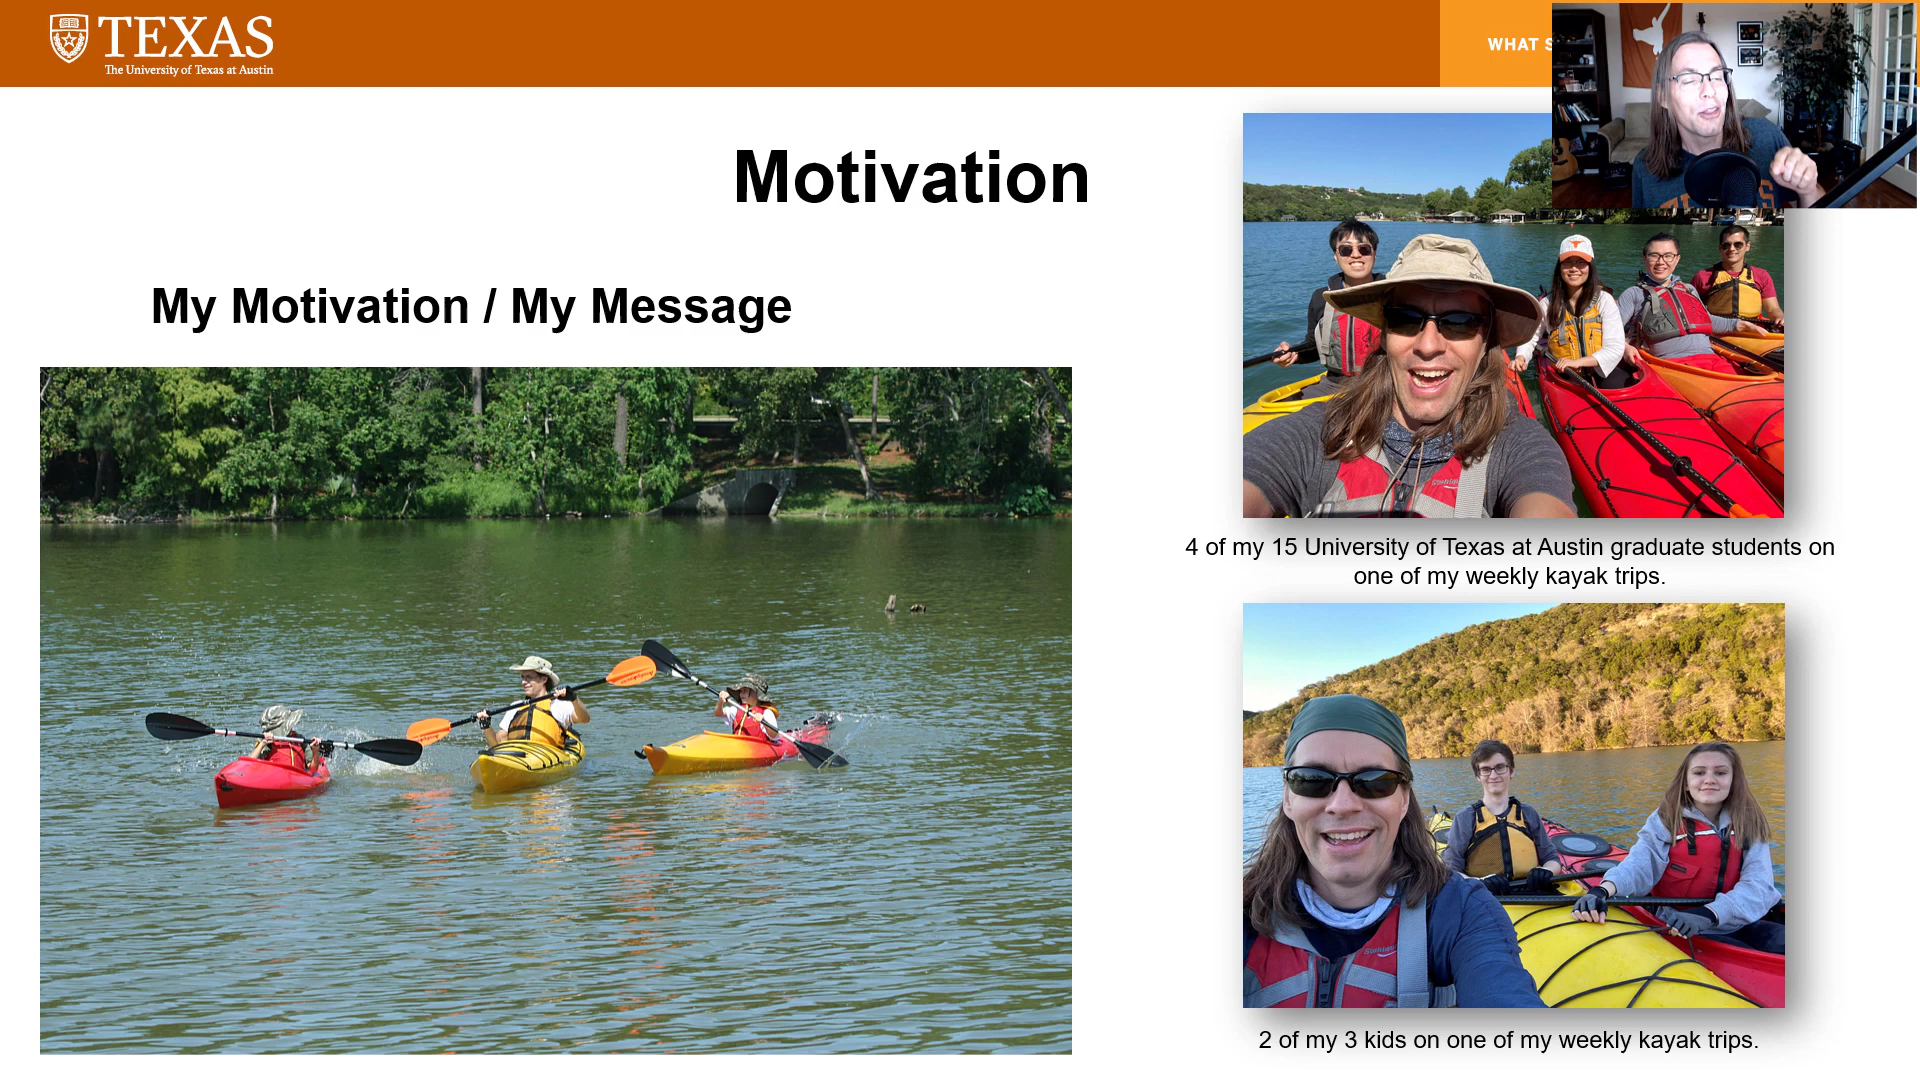 TEXAS
The University of Texas at Austin
WHAT S
Motivation
My Motivation / My Message
4 of my 15 University of Texas at Austin graduate students on
one of my weekly kayak trips.
2 of my 3 kids on one of my weekly kayak trips.